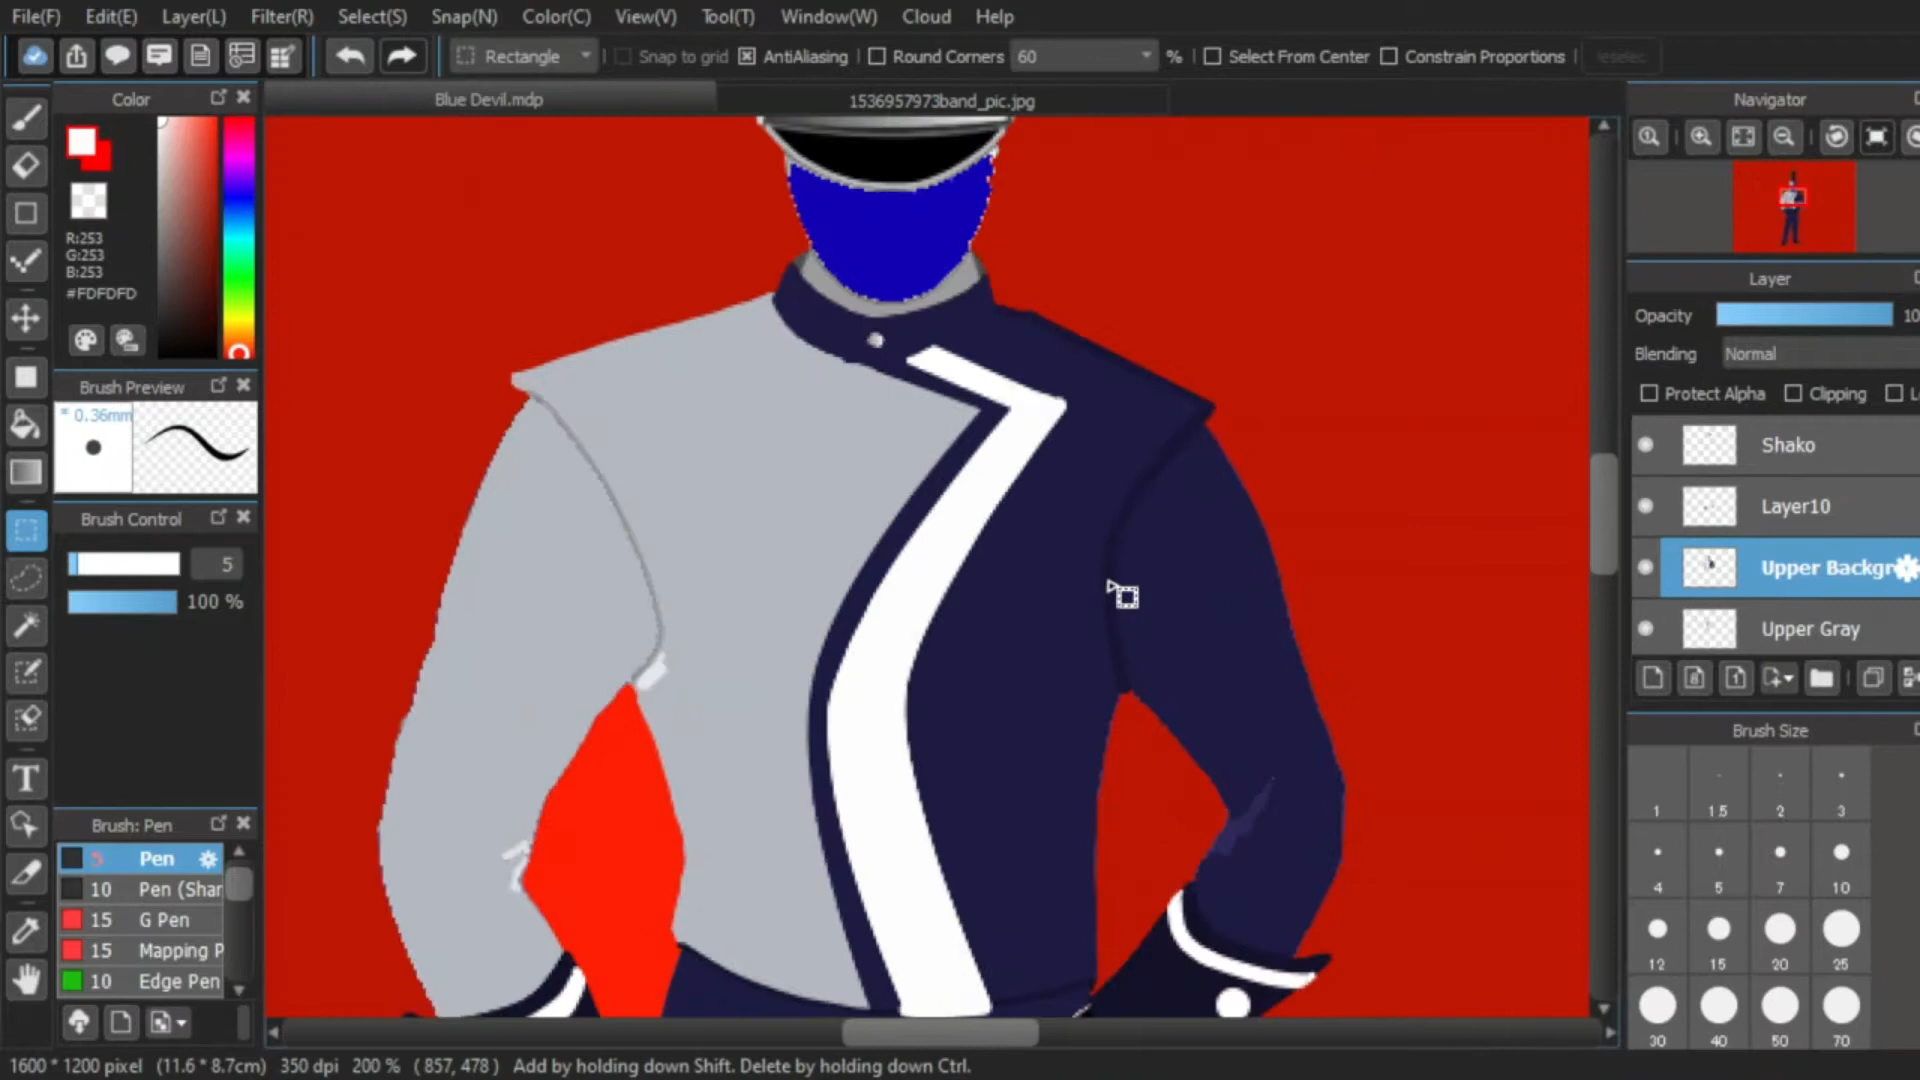 File(F) Edit(E) Layer(L) Filter(R) Select(S) Snap(N) Color(C) View(V) Tool(T) Window(W) Cloud Help
Rectangle Snap to grid AntiAliasing Round Corners 60 % Select From Center Constrain Proportions
Color
Blue Devil.mdp
1536957973band_pic.jpg
Navigator
R:253
G:253
B:253
#FDFDFD
Layer
Opacity 10
Blending Normal
Brush Preview
Protect Alpha Clipping
* 0.36mm
Shako
Layer10
Brush Control
5
Upper Backgr
100 %
Upper Gray
Brush Size
1 1.5 2 3
Brush: Pen
5 Pen
4 5 7 10
10 Pen (Shar
15 G Pen
15 Mapping P
12 15 20 25
10 Edge Pen
30 40 50 70
1600 * 1200 pixel (11.6 * 8.7cm) 350 dpi 200 % ( 857, 478 ) Add by holding down Shift. Delete by holding down Ctrl.